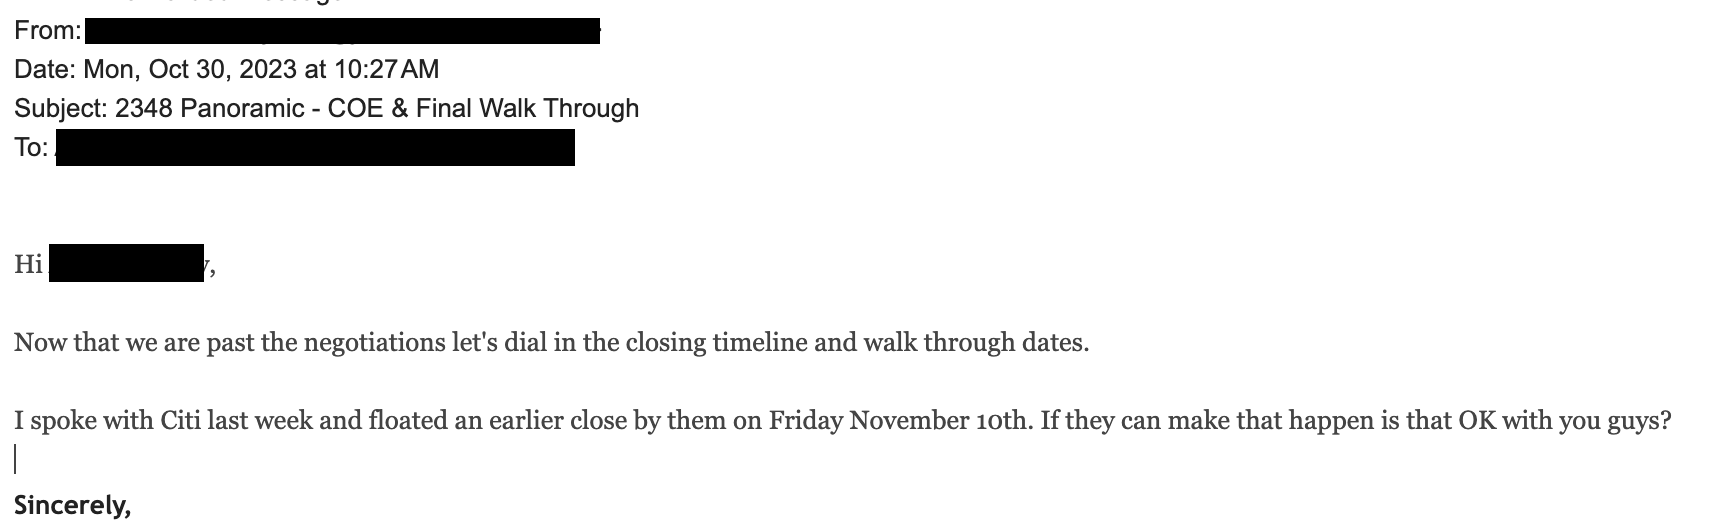 From:
Date: Mon, Oct 30, 2023 at 10:27 AM
Subject: 2348 Panoramic - COE & Final Walk Through
To:
Hi
Now that we are past the negotiations let's dial in the closing timeline and walk through dates.
I spoke with Citi last week and floated an earlier close by them on Friday November 10th. If they can make that happen is that OK with you guys?
Sincerely,